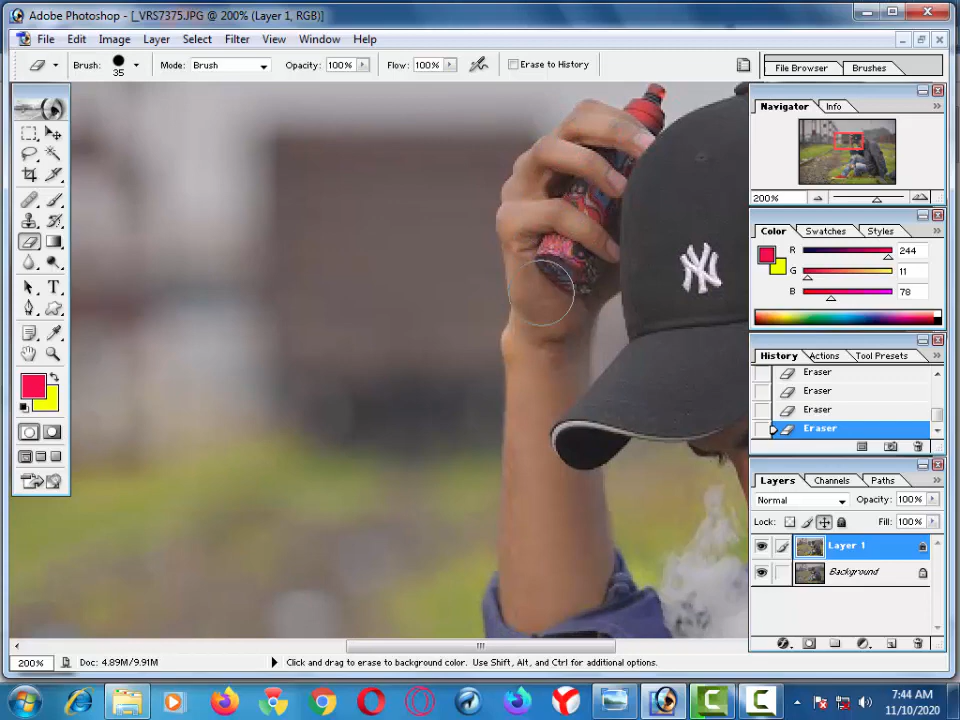 Adobe Photoshop - [_VRS7375.JPG @ 200% (Layer 1, RGB)]
File Edit Image Layer Select Filter View Window Help
Brush: 35 Mode: Brush Opacity: 100% Flow: 100% Erase to History File Browser Brushes
Navigator Info
200%
Color Swatches Styles
R 244
G 11
B 78
NY
History Actions Tool Presets
Eraser
Eraser
Eraser
Eraser
Layers Channels Paths
Normal Opacity: 100%
Lock: Fill: 100%
Layer 1
Background
200% Doc: 4.89M/9.91M Click and drag to erase to background color. Use Shift, Alt, and Ctrl for additional options.
7:44 AM
11/10/2020